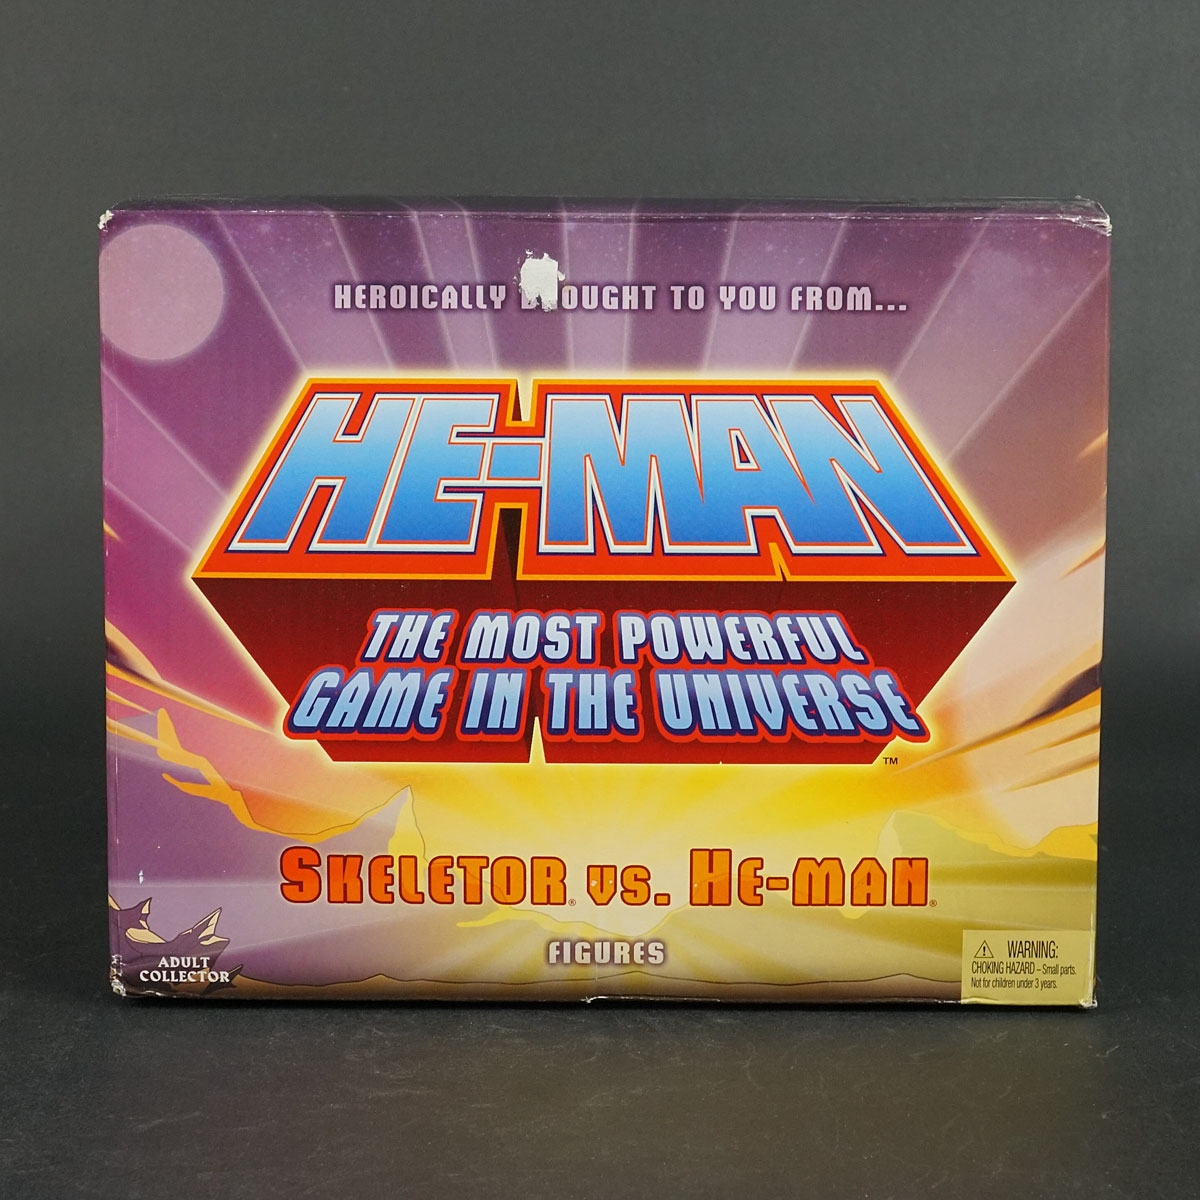 HEROICALLY OUGHT TO YOU FROM...
HE-MAN
THE MOST POWERFUL
GAME IN THE UNIVERSE
TM
SKELETOR® VS. HE-MAN®
FIGURES
ADULT
COLLECTOR
⚠ WARNING:
CHOKING HAZARD – Small parts.
Not for children under 3 years.